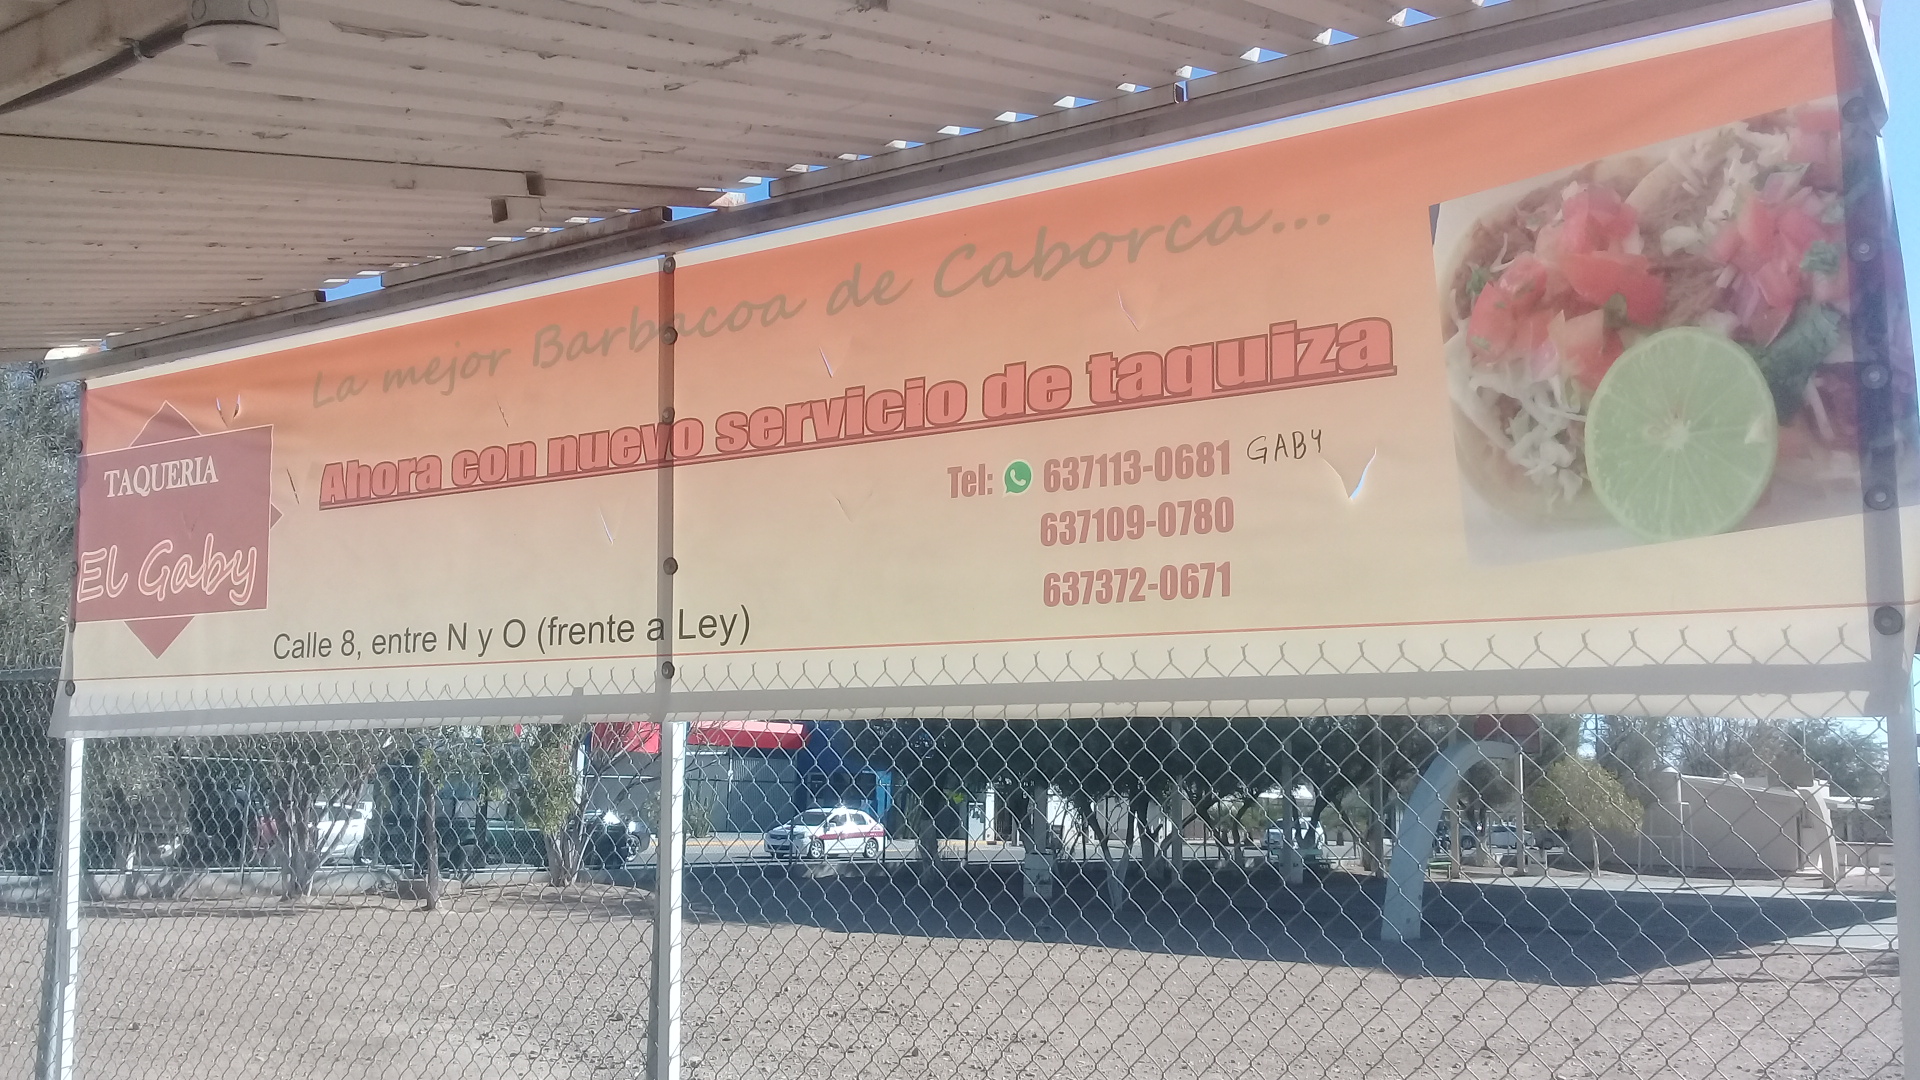 La mejor Barbacoa de Caborca...
Ahora con nuevo servicio de taquiza
TAQUERIA
El Gaby
Tel: 637113-0681 GABY
637109-0780
637372-0671
Calle 8, entre N y O (frente a Ley)